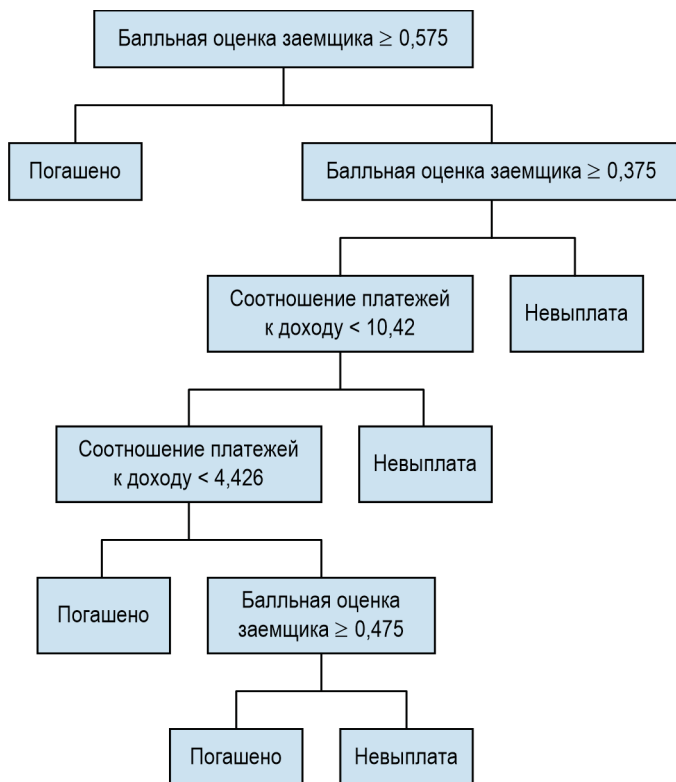 Балльная оценка заемщика ≥ 0,575
Погашено
Балльная оценка заемщика ≥ 0,375
Соотношение платежей
к доходу < 10,42
Невыплата
Соотношение платежей
к доходу < 4,426
Невыплата
Погашено
Балльная оценка
заемщика ≥ 0,475
Погашено
Невыплата